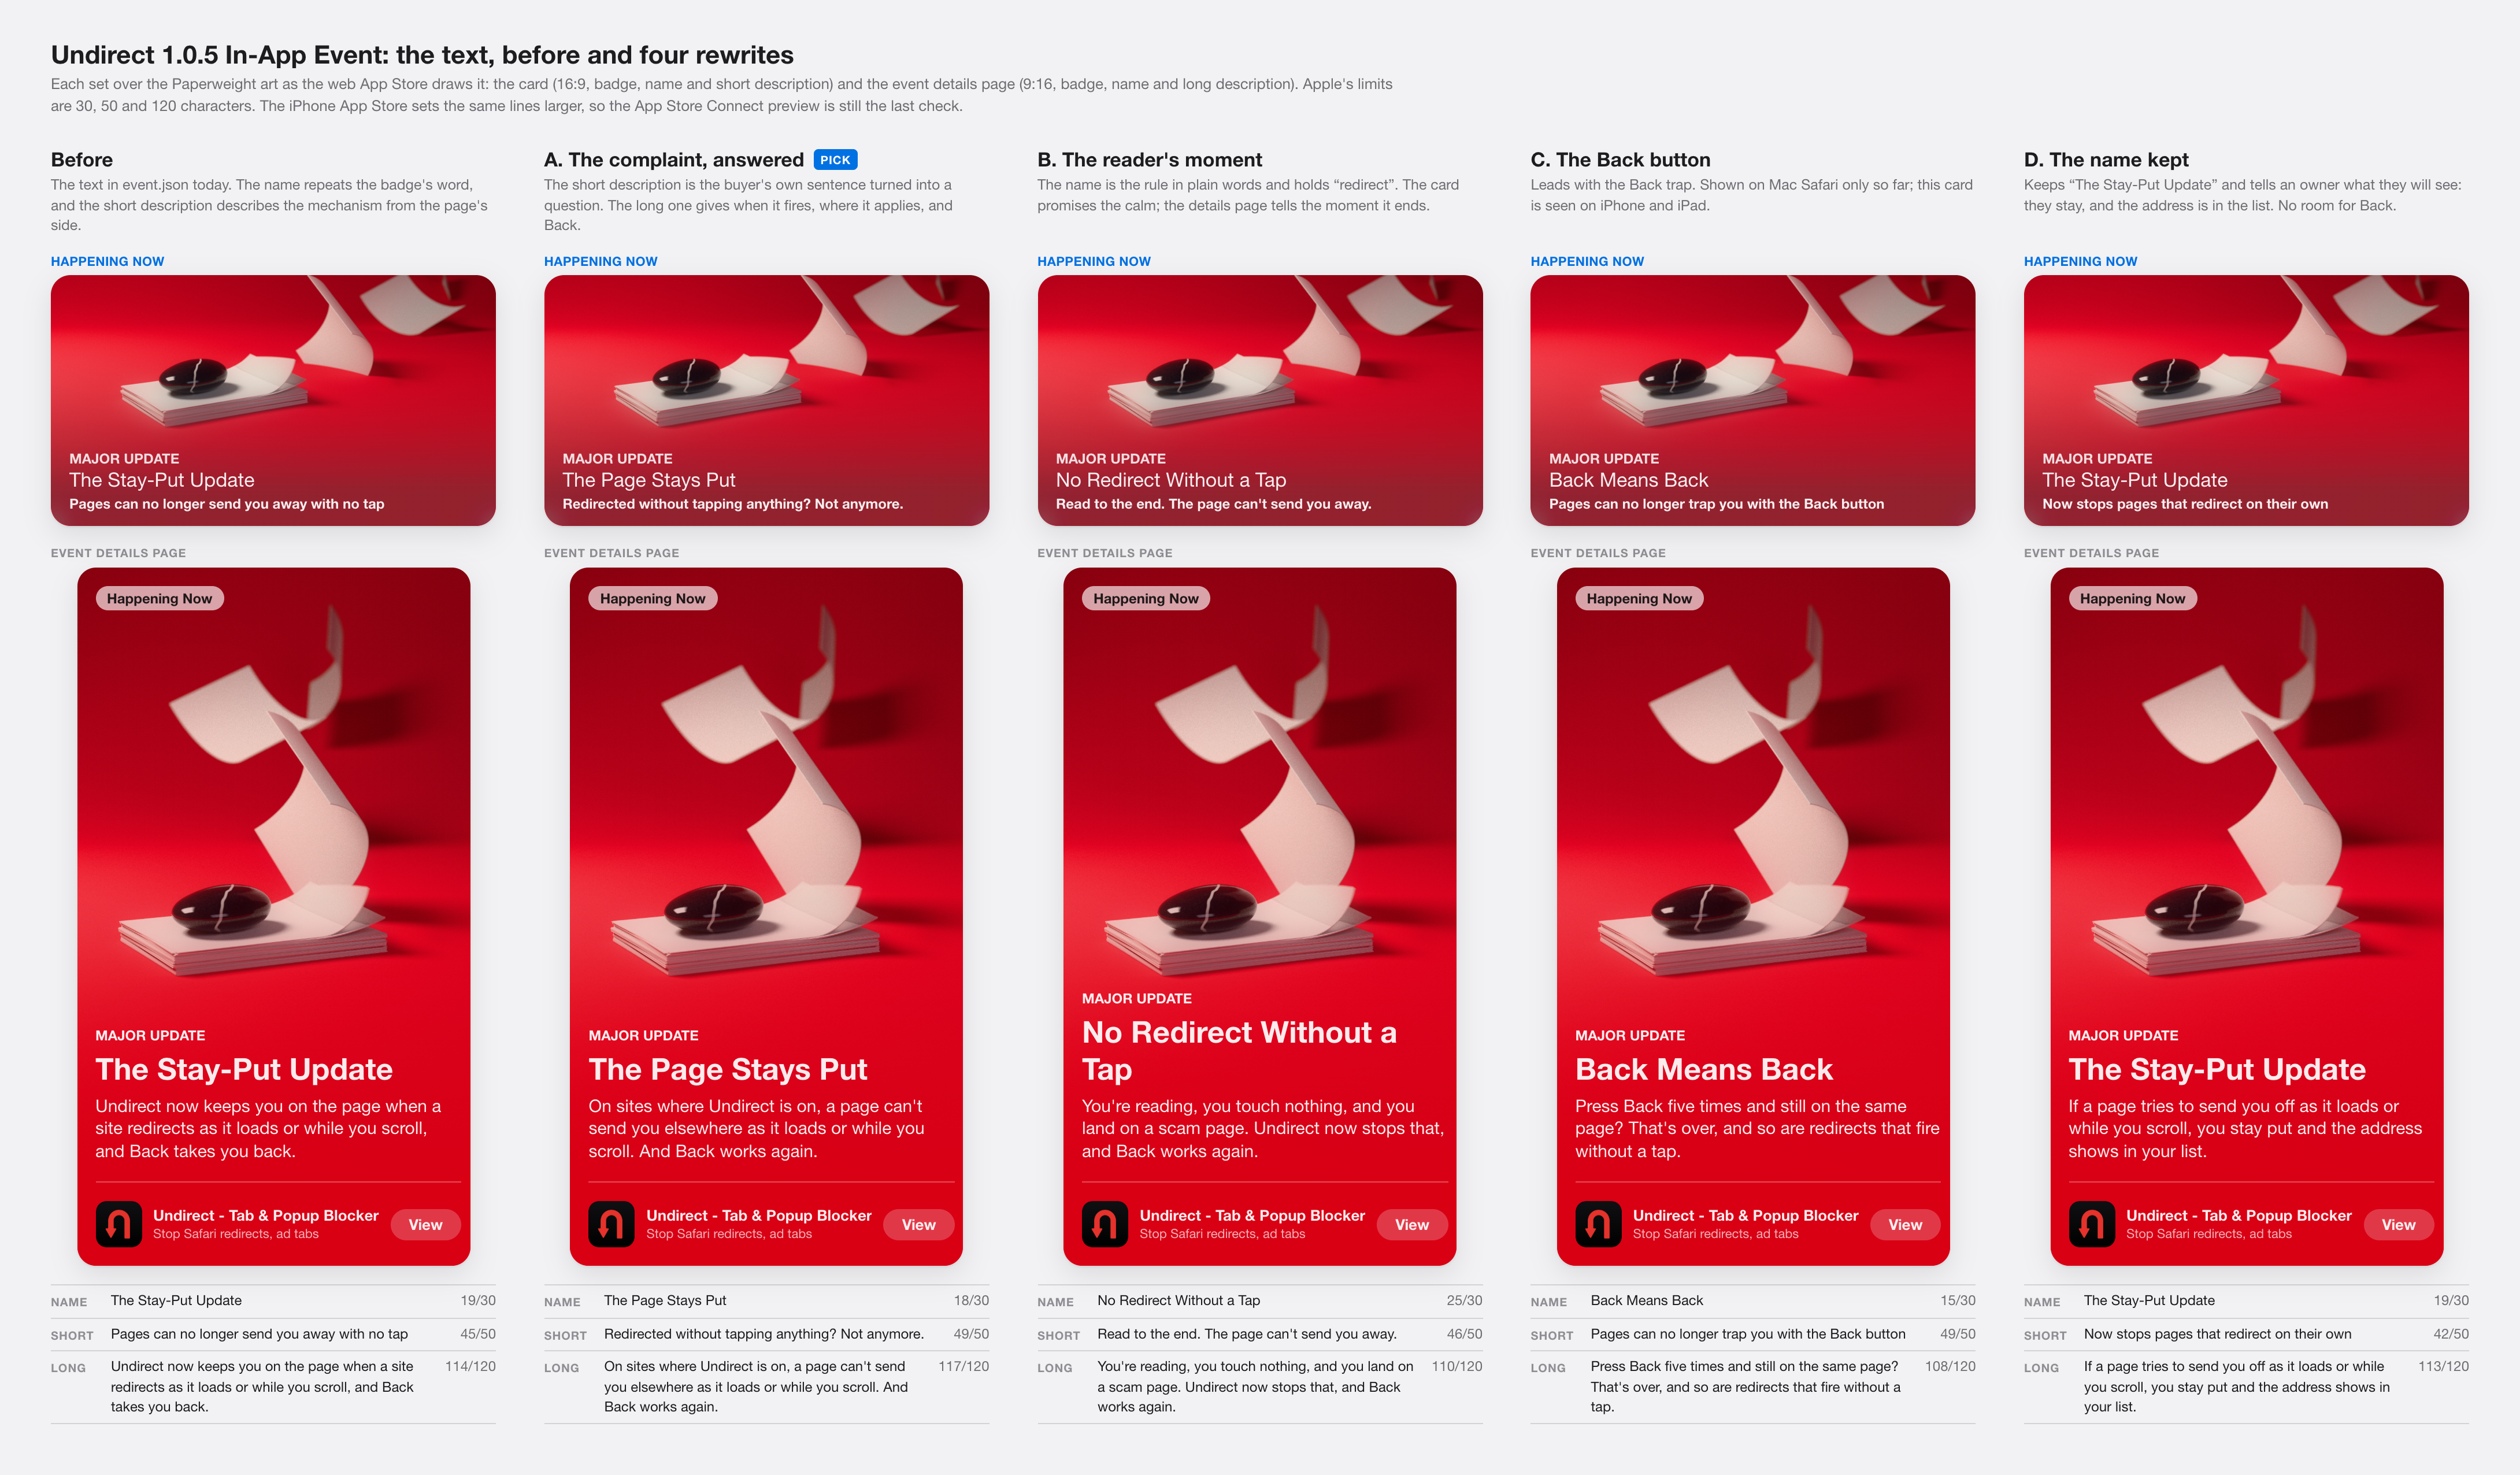 Undirect 1.0.5 In-App Event: the text, before and four rewrites
Each set over the Paperweight art as the web App Store draws it: the card (16:9, badge, name and short description) and the event details page (9:16, badge, name and long description). Apple's limits
are 30, 50 and 120 characters. The iPhone App Store sets the same lines larger, so the App Store Connect preview is still the last check.
Before
The text in event.json today. The name repeats the badge's word,
and the short description describes the mechanism from the page's
side.
HAPPENING NOW
MAJOR UPDATE
The Stay-Put Update
Pages can no longer send you away with no tap
EVENT DETAILS PAGE
Happening Now
MAJOR UPDATE
The Stay-Put Update
Undirect now keeps you on the page when a
site redirects as it loads or while you scroll,
and Back takes you back.
Undirect - Tab & Popup Blocker
Stop Safari redirects, ad tabs
View
NAME The Stay-Put Update 19/30
SHORT Pages can no longer send you away with no tap 45/50
LONG Undirect now keeps you on the page when a site 114/120
redirects as it loads or while you scroll, and Back
takes you back.
A. The complaint, answered PICK
The short description is the buyer's own sentence turned into a
question. The long one gives when it fires, where it applies, and
Back.
HAPPENING NOW
MAJOR UPDATE
The Page Stays Put
Redirected without tapping anything? Not anymore.
EVENT DETAILS PAGE
Happening Now
MAJOR UPDATE
The Page Stays Put
On sites where Undirect is on, a page can't
send you elsewhere as it loads or while you
scroll. And Back works again.
Undirect - Tab & Popup Blocker
Stop Safari redirects, ad tabs
View
NAME The Page Stays Put 18/30
SHORT Redirected without tapping anything? Not anymore. 49/50
LONG On sites where Undirect is on, a page can't send 117/120
you elsewhere as it loads or while you scroll. And
Back works again.
B. The reader's moment
The name is the rule in plain words and holds “redirect”. The card
promises the calm; the details page tells the moment it ends.
HAPPENING NOW
MAJOR UPDATE
No Redirect Without a Tap
Read to the end. The page can't send you away.
EVENT DETAILS PAGE
Happening Now
MAJOR UPDATE
No Redirect Without a
Tap
You're reading, you touch nothing, and you
land on a scam page. Undirect now stops that,
and Back works again.
Undirect - Tab & Popup Blocker
Stop Safari redirects, ad tabs
View
NAME No Redirect Without a Tap 25/30
SHORT Read to the end. The page can't send you away. 46/50
LONG You're reading, you touch nothing, and you land on 110/120
a scam page. Undirect now stops that, and Back
works again.
C. The Back button
Leads with the Back trap. Shown on Mac Safari only so far; this card
is seen on iPhone and iPad.
HAPPENING NOW
MAJOR UPDATE
Back Means Back
Pages can no longer trap you with the Back button
EVENT DETAILS PAGE
Happening Now
MAJOR UPDATE
Back Means Back
Press Back five times and still on the same
page? That's over, and so are redirects that fire
without a tap.
Undirect - Tab & Popup Blocker
Stop Safari redirects, ad tabs
View
NAME Back Means Back 15/30
SHORT Pages can no longer trap you with the Back button 49/50
LONG Press Back five times and still on the same page? 108/120
That's over, and so are redirects that fire without a
tap.
D. The name kept
Keeps “The Stay-Put Update” and tells an owner what they will see:
they stay, and the address is in the list. No room for Back.
HAPPENING NOW
MAJOR UPDATE
The Stay-Put Update
Now stops pages that redirect on their own
EVENT DETAILS PAGE
Happening Now
MAJOR UPDATE
The Stay-Put Update
If a page tries to send you off as it loads or
while you scroll, you stay put and the address
shows in your list.
Undirect - Tab & Popup Blocker
Stop Safari redirects, ad tabs
View
NAME The Stay-Put Update 19/30
SHORT Now stops pages that redirect on their own 42/50
LONG If a page tries to send you off as it loads or while 113/120
you scroll, you stay put and the address shows in
your list.